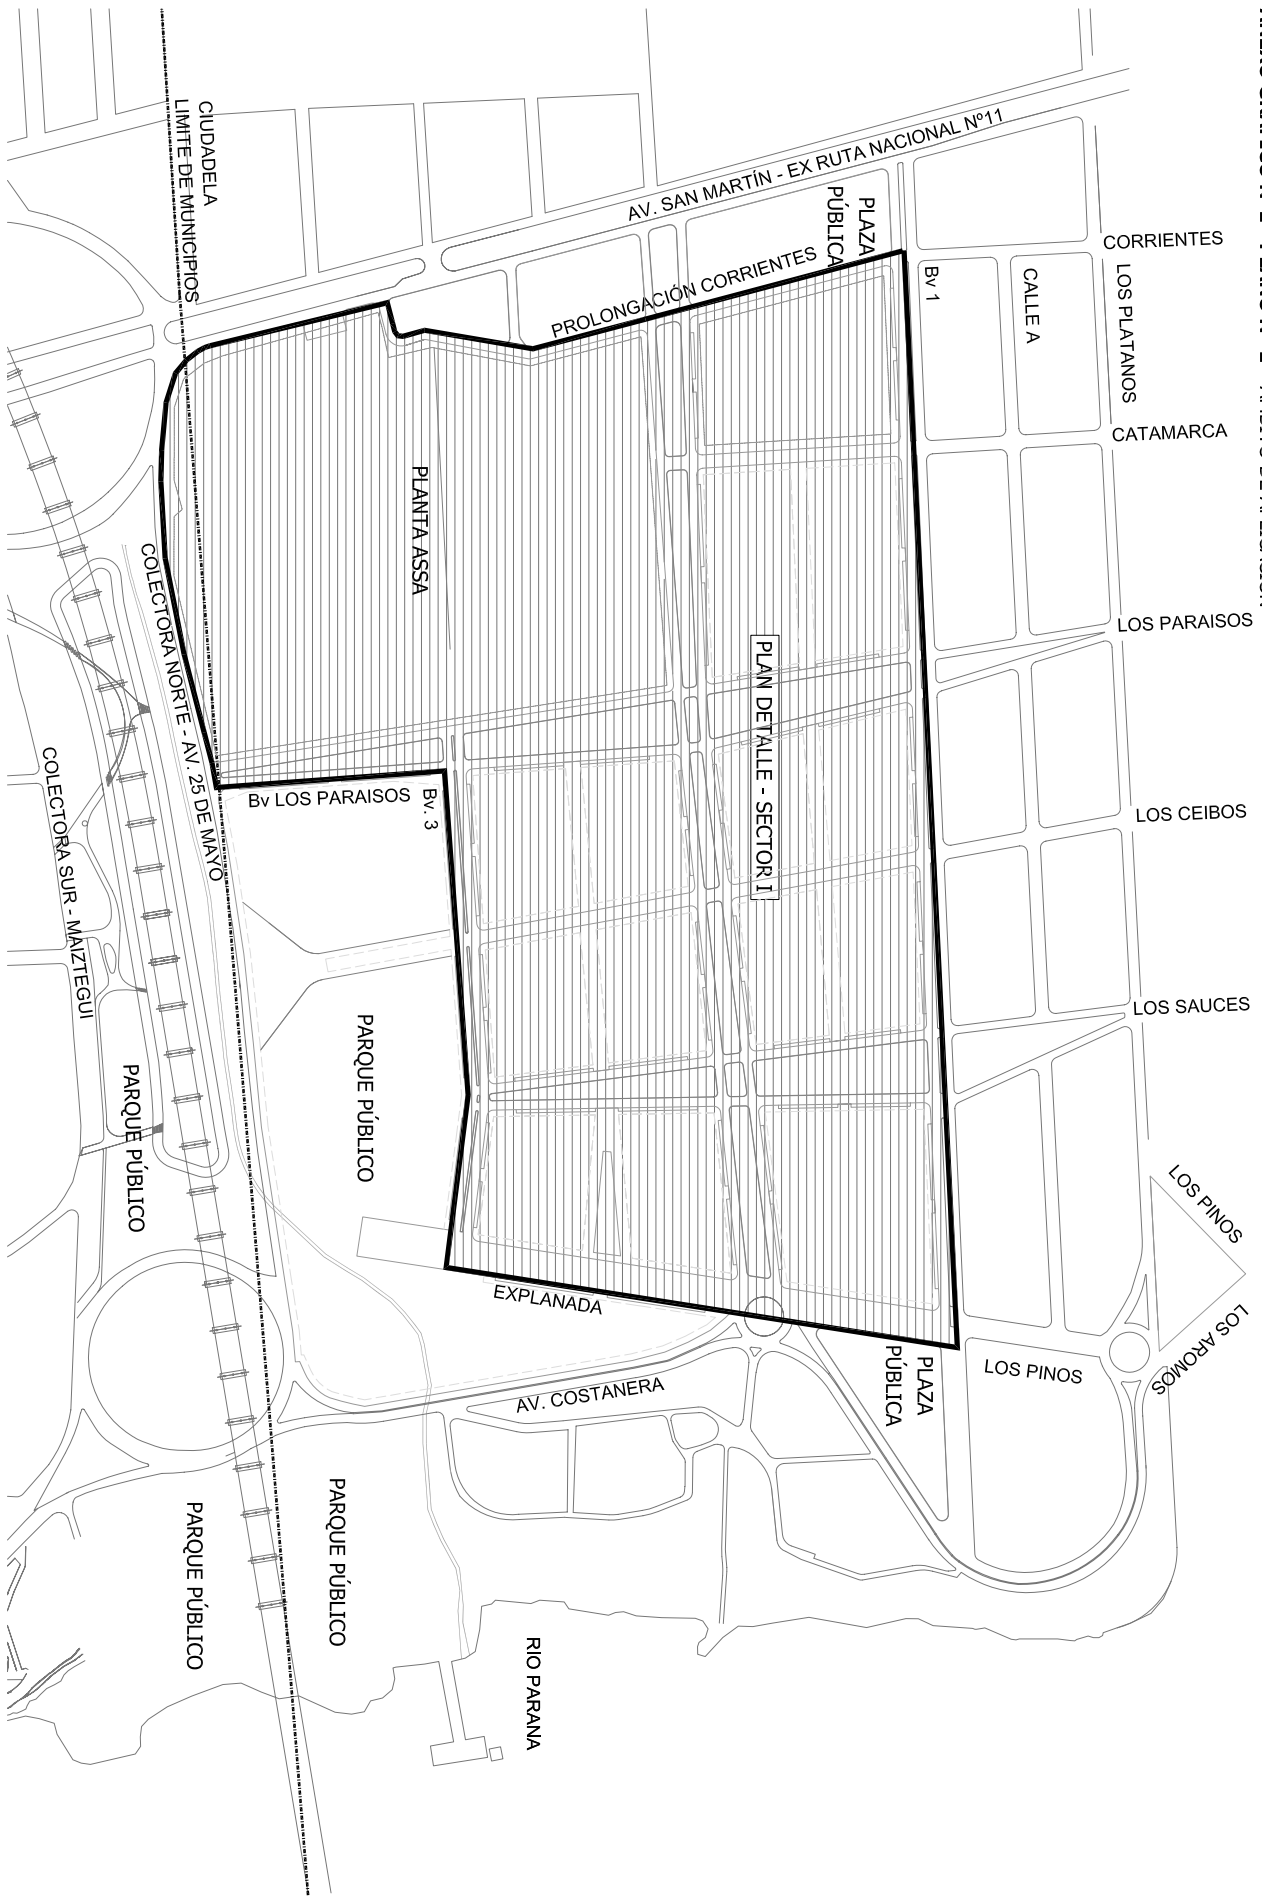 CIUDADELA
LIMITE DE MUNICIPIOS
AV. SAN MARTÍN - EX RUTA NACIONAL Nº11
PLAZA
PÚBLICA
PROLONGACIÓN CORRIENTES
Bv 1
CALLE A
LOS PLATANOS
CORRIENTES
CATAMARCA
LOS PARAISOS
LOS CEIBOS
LOS SAUCES
LOS PINOS
LOS AROMOS
PLANTA ASSA
PLAN DETALLE - SECTOR I
COLECTORA NORTE - AV. 25 DE MAYO
COLECTORA SUR - MAIZTEGUI
Bv LOS PARAISOS
Bv. 3
PARQUE PÚBLICO
PARQUE PÚBLICO
EXPLANADA
AV. COSTANERA
PLAZA
PÚBLICA
LOS PINOS
PARQUE PÚBLICO
PARQUE PÚBLICO
RIO PARANA